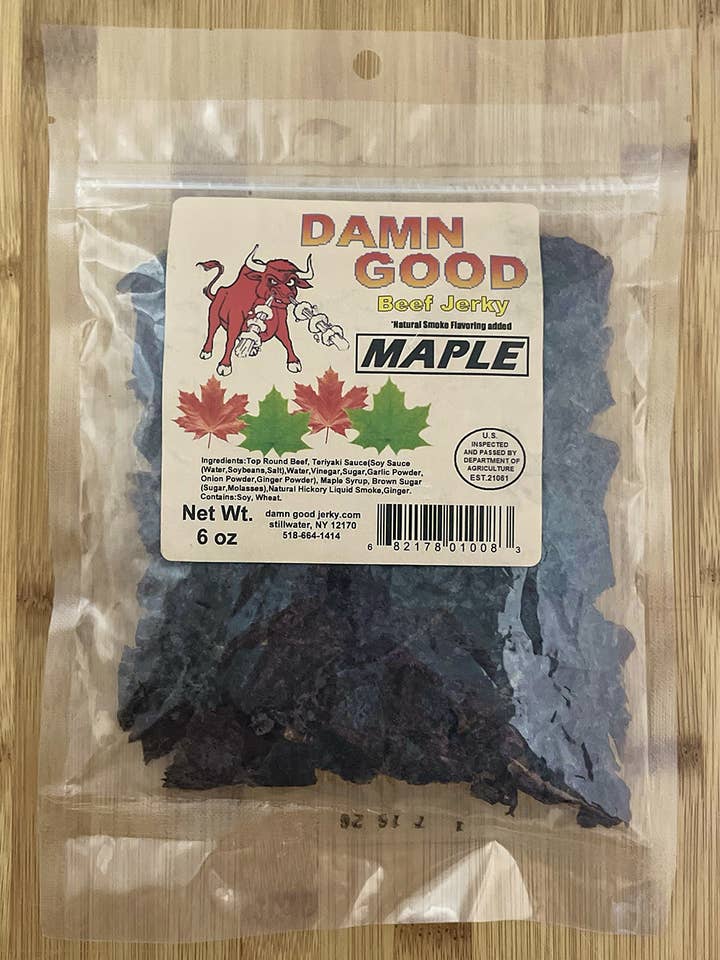 DAMN
GOOD
Beef Jerky
*Natural Smoke Flavoring added
MAPLE
Ingredients:Top Round Beef, Teriyaki Sauce(Soy Sauce
(Water,Soybeans,Salt),Water,Vinegar,Sugar,Garlic Powder,
Onion Powder,Ginger Powder), Maple Syrup, Brown Sugar
(Sugar,Molasses),Natural Hickory Liquid Smoke,Ginger.
Contains:Soy, Wheat.
U.S.
INSPECTED
AND PASSED BY
DEPARTMENT OF
AGRICULTURE
EST.21061
Net Wt.
6 oz
damn good jerky.com
stillwater, NY 12170
518-664-1414
6 82178 01008 3